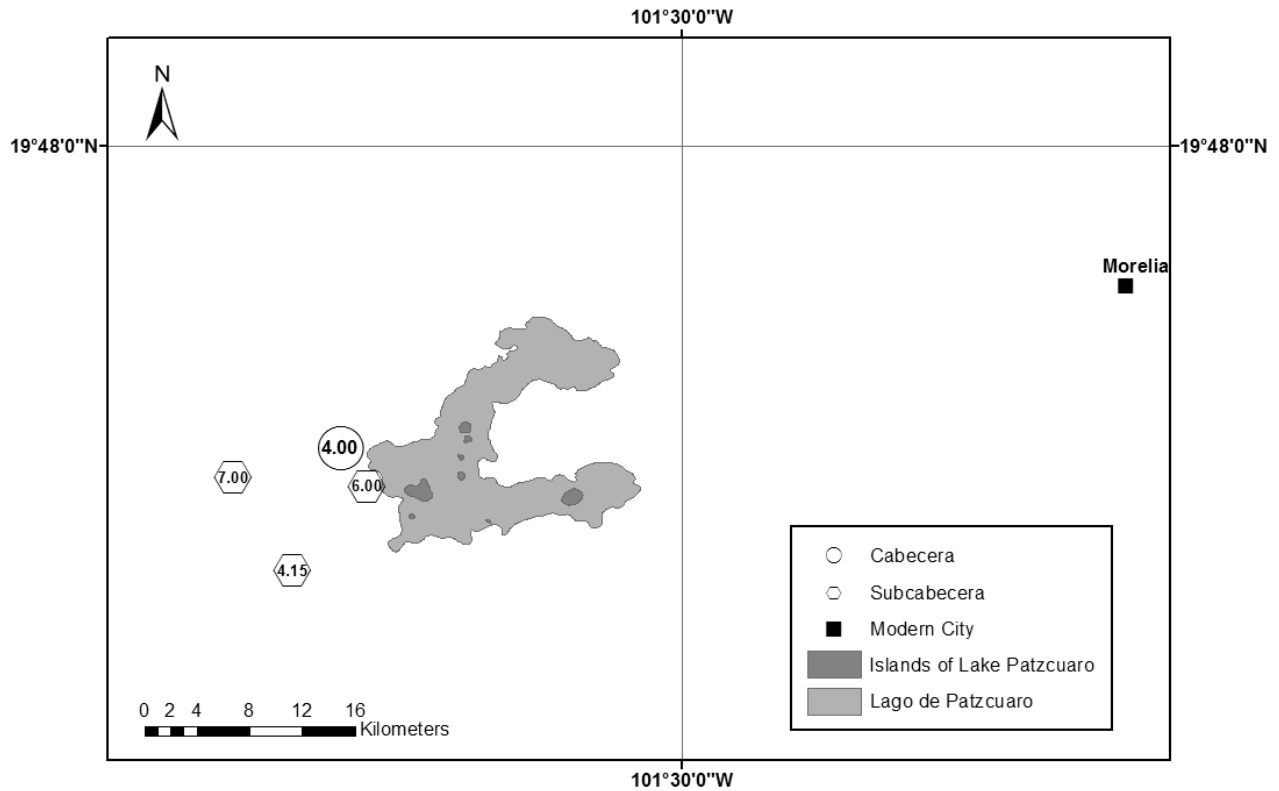 101°30'0"W
N
19°48'0"N
19°48'0"N
Morelia
4.00
7.00
6.00
4.15
Cabecera
Subcabecera
Modern City
Islands of Lake Patzcuaro
Lago de Patzcuaro
0 2 4 8 12 16
Kilometers
101°30'0"W